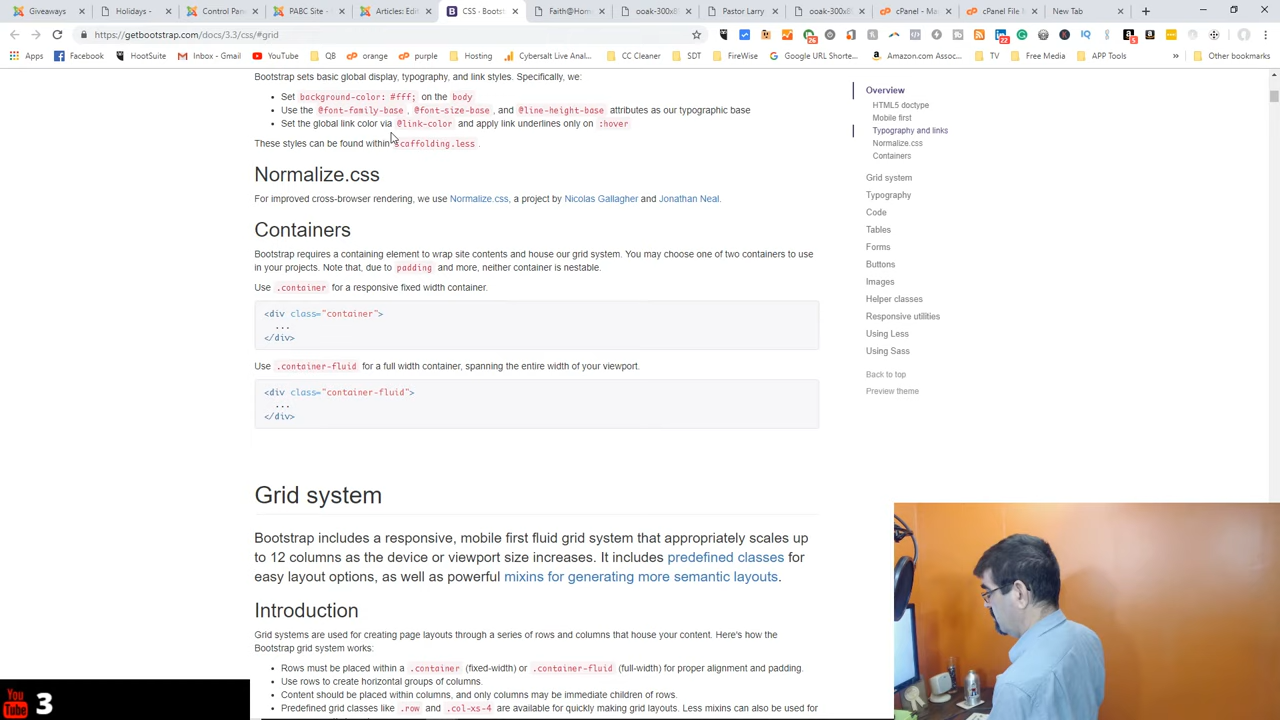 Giveaways
Holidays -
Control Pan
PABC Site -
Articles: Edit
CSS · Bootst
Faith@Hom
ooak-300x8
Pastor Larry
ooak-300x8
cPanel - Ma
cPanel File M
New Tab
https://getbootstrap.com/docs/3.3/css/#grid
Apps
Facebook
HootSuite
Inbox - Gmail
YouTube
QB
orange
purple
Hosting
Cybersalt Live Anal...
CC Cleaner
SDT
FireWise
Google URL Shorte...
Amazon.com Assist...
TV
Free Media
APP Tools
»
Other bookmarks
Bootstrap sets basic global display, typography, and link styles. Specifically, we:
Set background-color: #fff; on the body
Use the @font-family-base, @font-size-base, and @line-height-base attributes as our typographic base
Set the global link color via @link-color and apply link underlines only on :hover
These styles can be found within scaffolding.less.
Normalize.css
For improved cross-browser rendering, we use Normalize.css, a project by Nicolas Gallagher and Jonathan Neal.
Containers
Bootstrap requires a containing element to wrap site contents and house our grid system. You may choose one of two containers to use
in your projects. Note that, due to padding and more, neither container is nestable.
Use .container for a responsive fixed width container.
<div class="container">
...
</div>
Use .container-fluid for a full width container, spanning the entire width of your viewport.
<div class="container-fluid">
...
</div>
Grid system
Bootstrap includes a responsive, mobile first fluid grid system that appropriately scales up
to 12 columns as the device or viewport size increases. It includes predefined classes for
easy layout options, as well as powerful mixins for generating more semantic layouts.
Introduction
Grid systems are used for creating page layouts through a series of rows and columns that house your content. Here's how the
Bootstrap grid system works:
Rows must be placed within a .container (fixed-width) or .container-fluid (full-width) for proper alignment and padding.
Use rows to create horizontal groups of columns.
Content should be placed within columns, and only columns may be immediate children of rows.
Predefined grid classes like .row and .col-xs-4 are available for quickly making grid layouts. Less mixins can also be used for
Overview
HTML5 doctype
Mobile first
Typography and links
Normalize.css
Containers
Grid system
Typography
Code
Tables
Forms
Buttons
Images
Helper classes
Responsive utilities
Using Less
Using Sass
Back to top
Preview theme
You
Tube
3